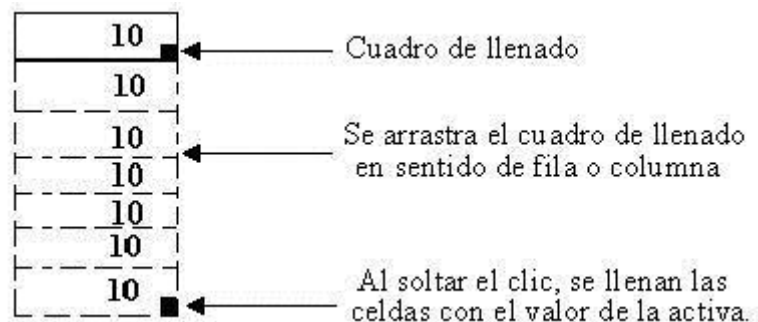 10
Cuadro de llenado
10
10
Se arrastra el cuadro de llenado
en sentido de fila o columna
10
10
10
10
Al soltar el clic, se llenan las
celdas con el valor de la activa.